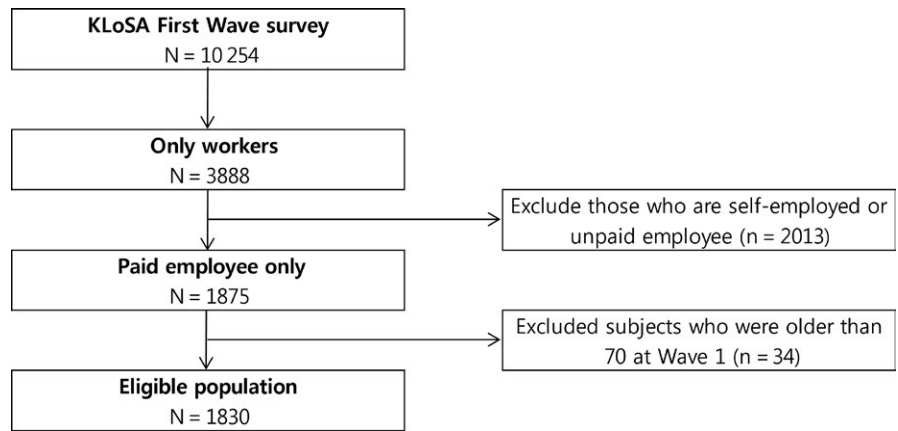 KLoSA First Wave survey
N = 10 254
Only workers
N = 3888
Exclude those who are self-employed or
unpaid employee (n = 2013)
Paid employee only
N = 1875
Excluded subjects who were older than
70 at Wave 1 (n = 34)
Eligible population
N = 1830